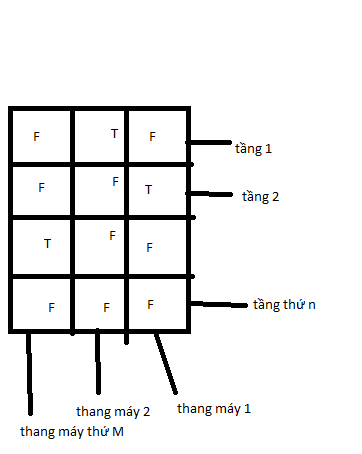 F T F
tầng 1
F F T
tầng 2
T F F
F F F
tầng thứ n
thang máy 2
thang máy 1
thang máy thứ M